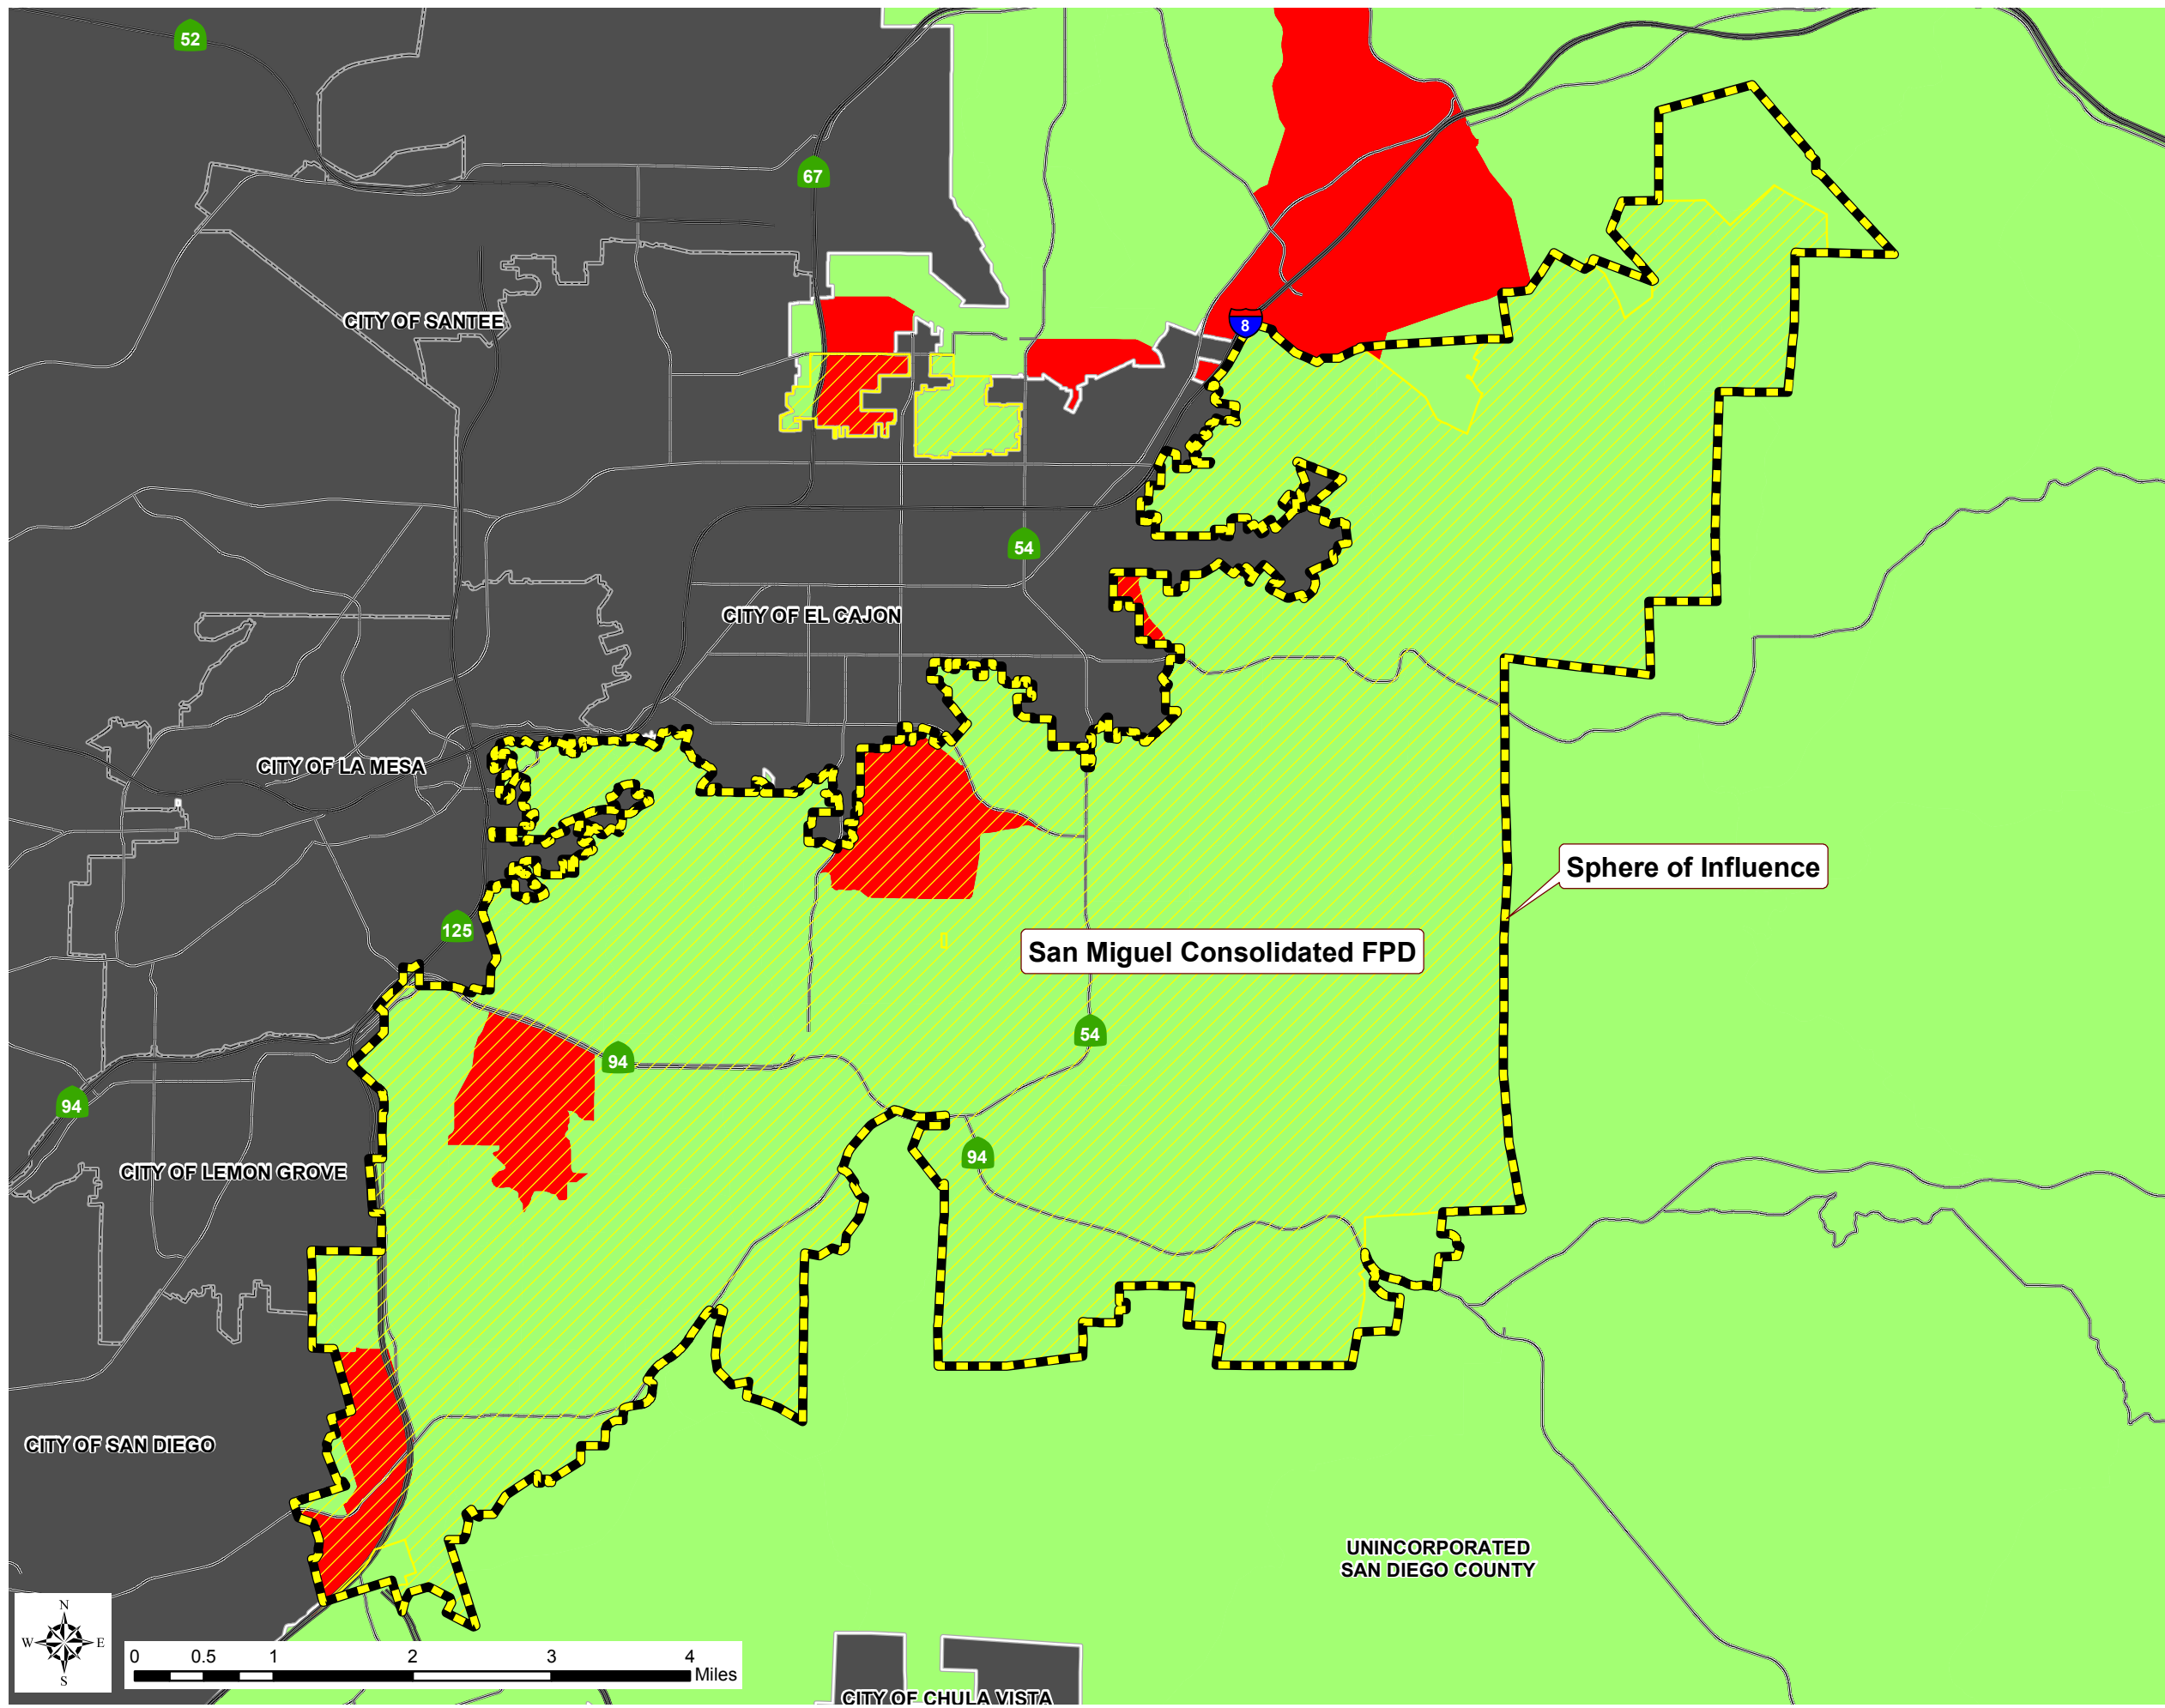 52
67
CITY OF SANTEE
8
54
CITY OF EL CAJON
CITY OF LA MESA
Sphere of Influence
125
San Miguel Consolidated FPD
54
94
94
94
CITY OF LEMON GROVE
CITY OF SAN DIEGO
UNINCORPORATED
SAN DIEGO COUNTY
N
W E
S
0 0.5 1 2 3 4
Miles
CITY OF CHULA VISTA